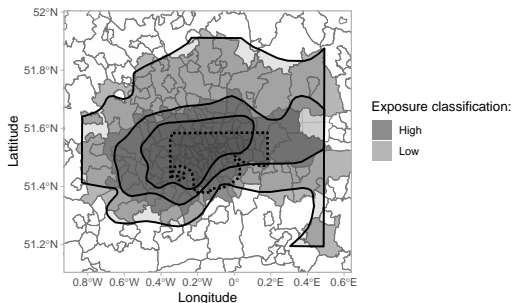 52°N
51.8°N
51.6°N
51.4°N
51.2°N
Lattitude
0.8°W 0.6°W 0.4°W 0.2°W 0° 0.2°E 0.4°E 0.6°E
Longitude
Exposure classification:
High
Low